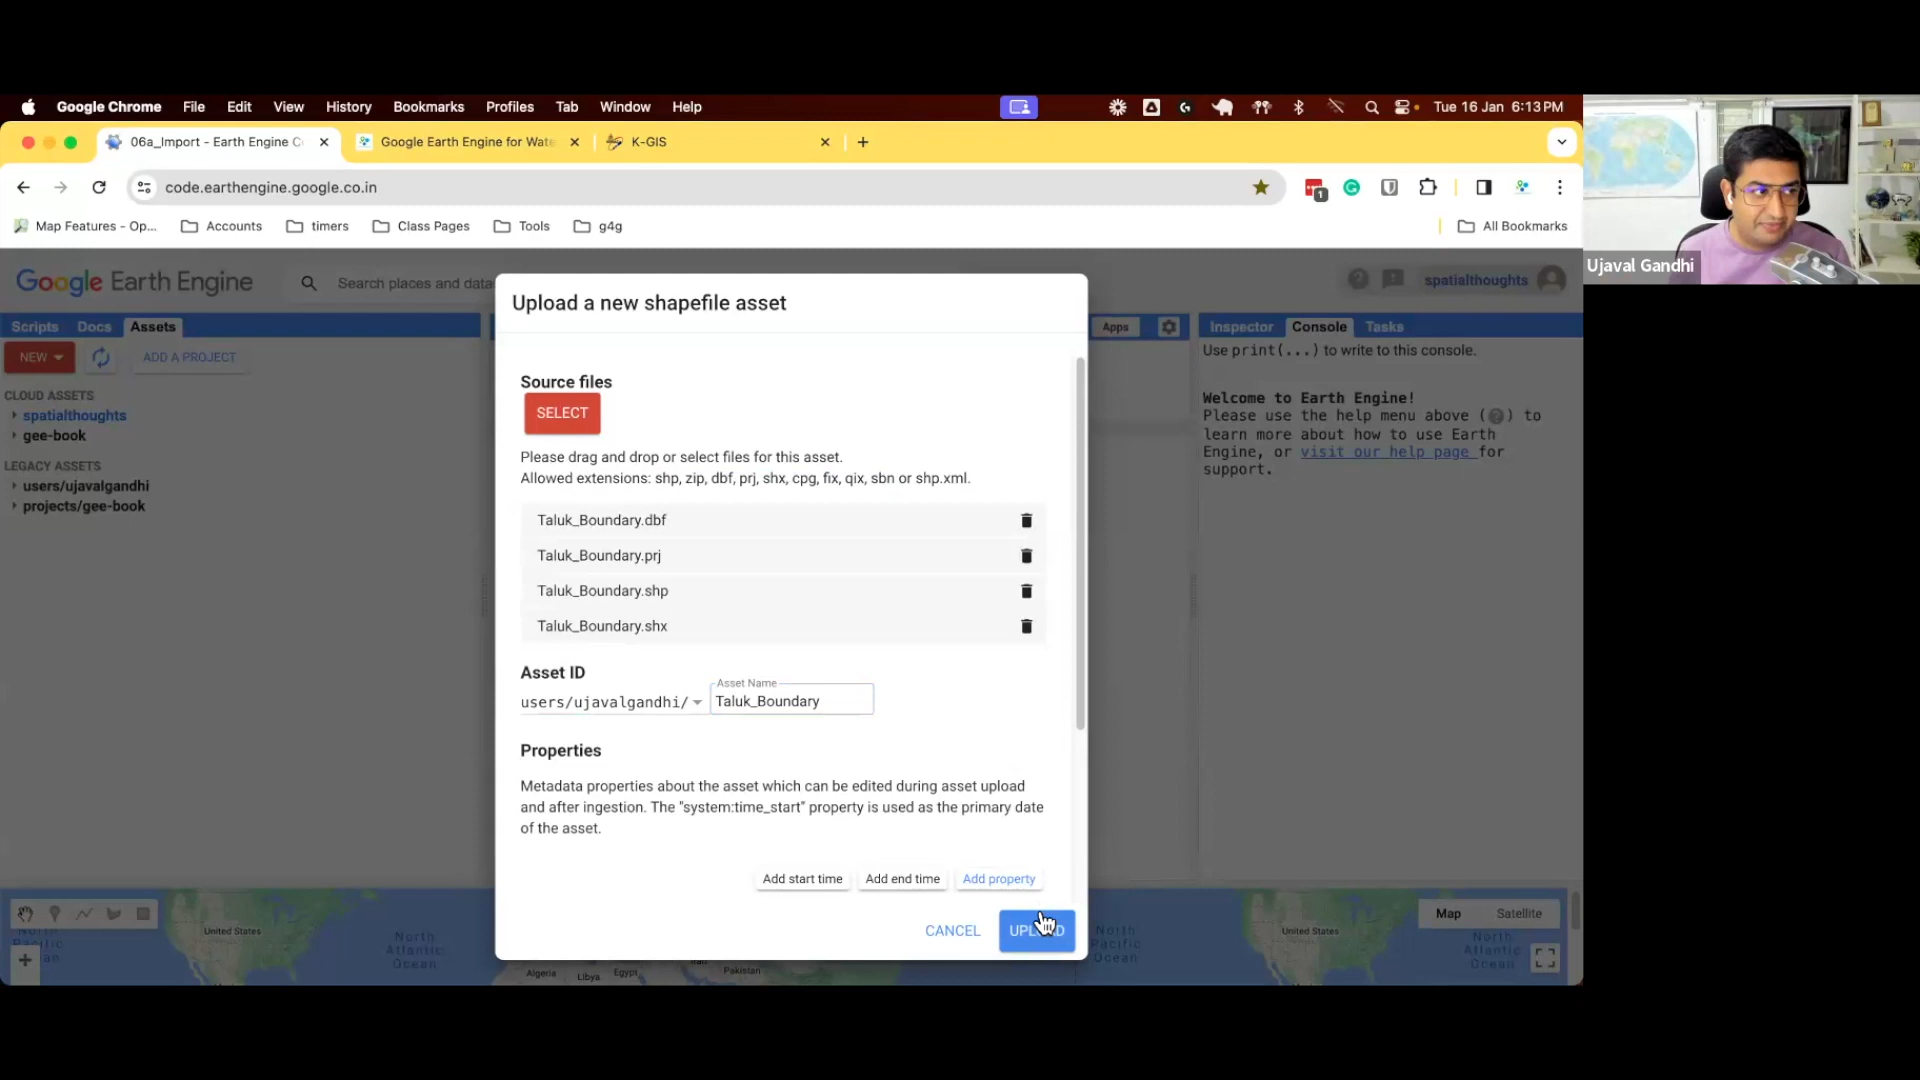 Google Chrome File Edit View History Bookmarks Profiles Tab Window Help Tue 16 Jan 6:13 PM
06a_Import - Earth Engine C Google Earth Engine for Wate K-GIS
code.earthengine.google.co.in 1
Map Features - Op... Accounts timers Class Pages Tools g4g All Bookmarks
Ujaval Gandhi
Google Earth Engine Search places and data spatialthoughts
Scripts Docs Assets Apps Inspector Console Tasks
NEW ADD A PROJECT
CLOUD ASSETS
spatialthoughts
gee-book
LEGACY ASSETS
users/ujavalgandhi
projects/gee-book
Upload a new shapefile asset
Source files
SELECT
Please drag and drop or select files for this asset.
Allowed extensions: shp, zip, dbf, prj, shx, cpg, fix, qix, sbn or shp.xml.
Taluk_Boundary.dbf
Taluk_Boundary.prj
Taluk_Boundary.shp
Taluk_Boundary.shx
Asset ID
Asset Name
users/ujavalgandhi/ Taluk_Boundary
Properties
Metadata properties about the asset which can be edited during asset upload
and after ingestion. The "system:time_start" property is used as the primary date
of the asset.
Add start time Add end time Add property
CANCEL
Use print(...) to write to this console.
Welcome to Earth Engine!
Please use the help menu above (?) to
learn more about how to use Earth
Engine, or visit our help page for
support.
United States
North
Atlantic
Ocean
Algeria Libya Egypt Pakistan
North
Pacific
Ocean
United States
Map Satellite
North
Atlantic
Ocean